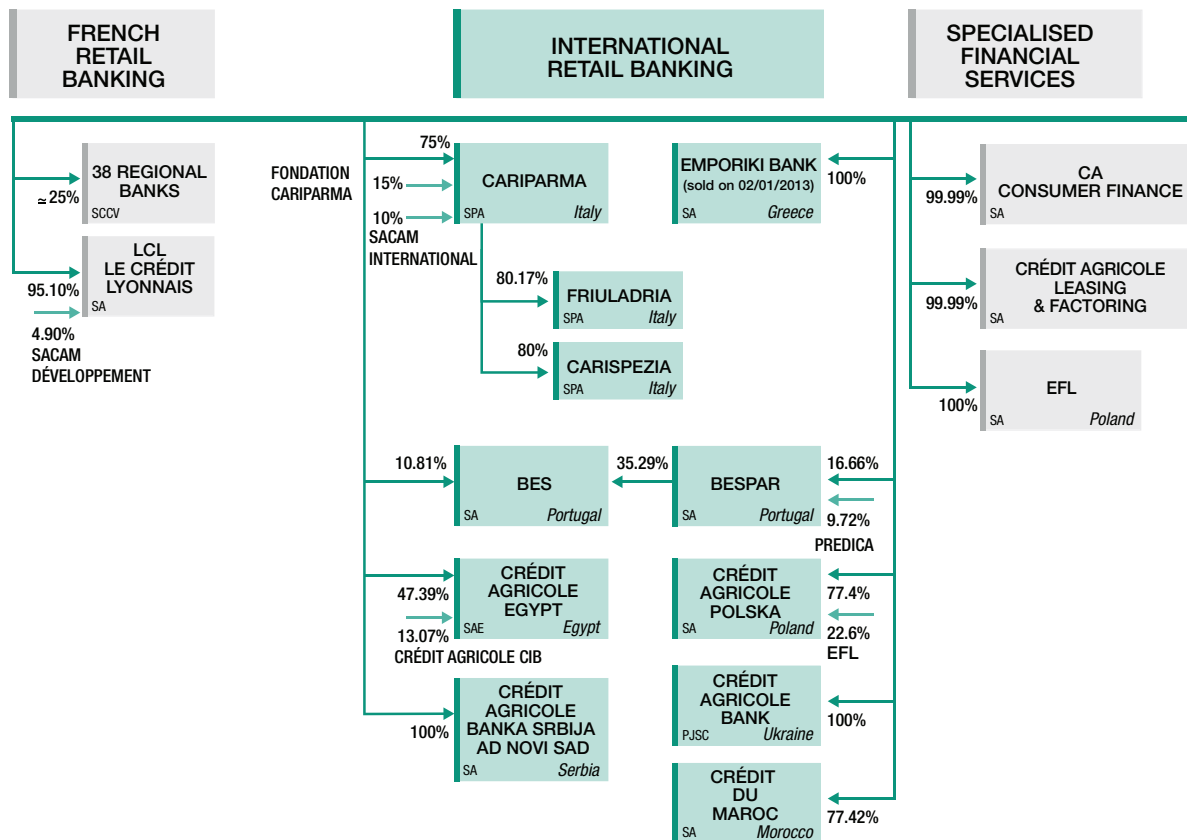 FRENCH
RETAIL
BANKING
INTERNATIONAL
RETAIL BANKING
SPECIALISED
FINANCIAL
SERVICES
38 REGIONAL
BANKS
≃ 25%
SCCV
LCL
LE CRÉDIT
LYONNAIS
95.10%
SA
4.90%
SACAM
DÉVELOPPEMENT
FONDATION
CARIPARMA
75%
15%
10%
SACAM
INTERNATIONAL
CARIPARMA
SPA Italy
80.17%
FRIULADRIA
SPA Italy
80%
CARISPEZIA
SPA Italy
EMPORIKI BANK
(sold on 02/01/2013)
SA Greece
100%
10.81%
BES
SA Portugal
35.29%
BESPAR
SA Portugal
16.66%
9.72%
PREDICA
47.39%
13.07%
CRÉDIT AGRICOLE CIB
CRÉDIT
AGRICOLE
EGYPT
SAE Egypt
CRÉDIT
AGRICOLE
POLSKA
SA Poland
77.4%
22.6%
EFL
100%
CRÉDIT
AGRICOLE
BANKA SRBIJA
AD NOVI SAD
SA Serbia
CRÉDIT
AGRICOLE
BANK
PJSC Ukraine
100%
CRÉDIT
DU
MAROC
SA Morocco
77.42%
CA
CONSUMER FINANCE
99.99%
SA
CRÉDIT AGRICOLE
LEASING
& FACTORING
99.99%
SA
EFL
100%
SA Poland